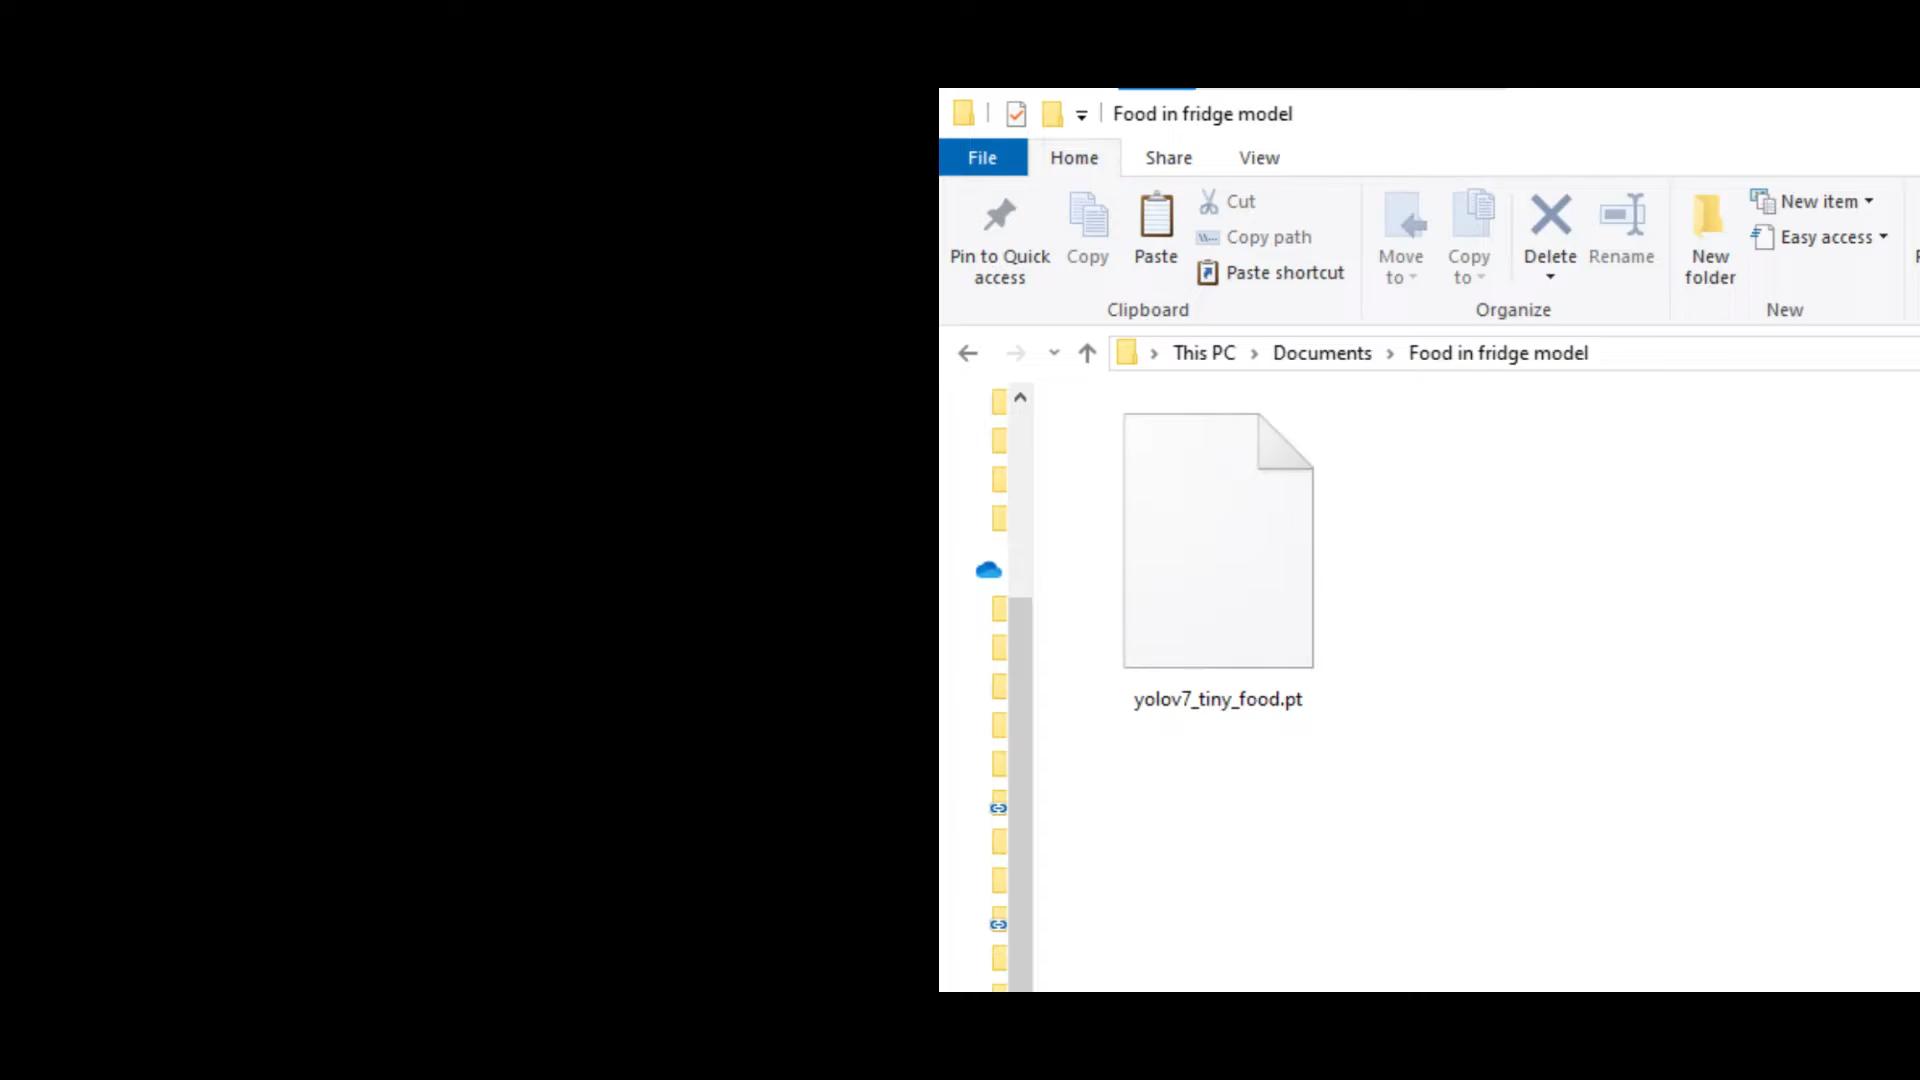 Food in fridge model
File Home Share View
Pin to Quick access
Copy
Paste
Cut
Copy path
Paste shortcut
Clipboard
Move to
Copy to
Delete
Rename
Organize
New folder
New item
Easy access
New
This PC Documents Food in fridge model
yolov7_tiny_food.pt